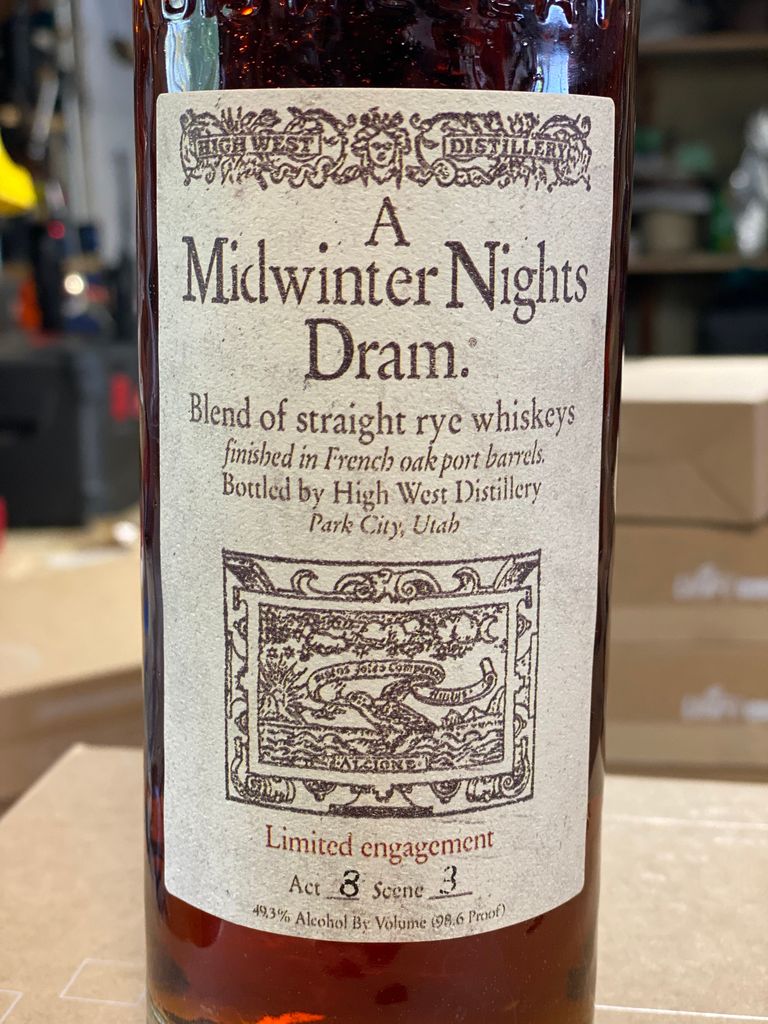 HIGH WEST DISTILLERY
A
Midwinter Nights
Dram.®
Blend of straight rye whiskeys
finished in French oak port barrels.
Bottled by High West Distillery
Park City, Utah
L'ALCIONE
Limited engagement
Act 8 Scene 3
49.3% Alcohol By Volume (98.6 Proof)